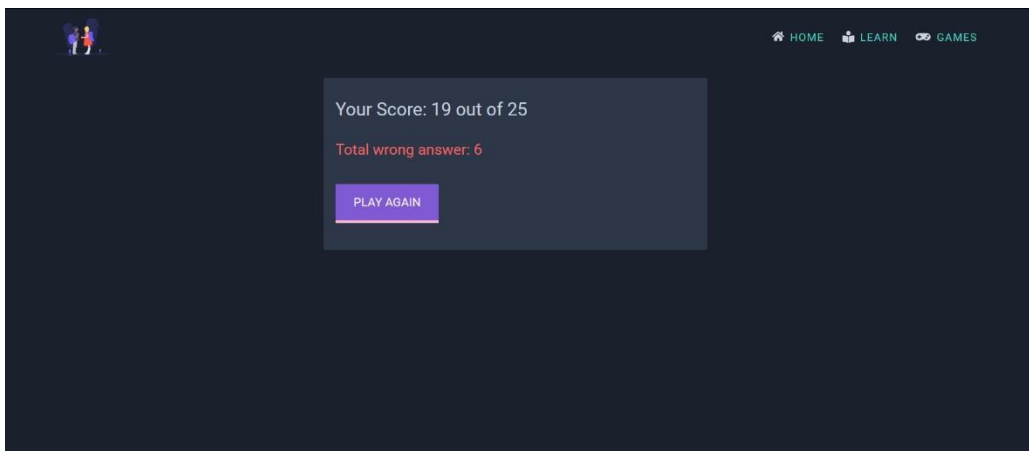 HOME LEARN GAMES
Your Score: 19 out of 25
Total wrong answer: 6
PLAY AGAIN